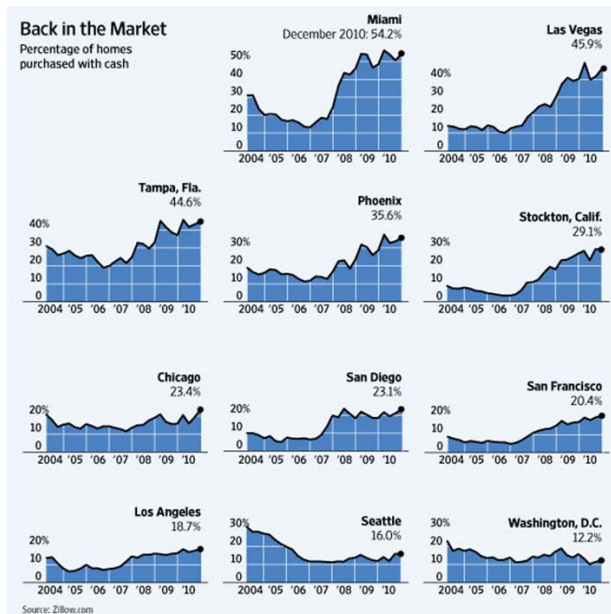 Back in the Market
Percentage of homes
purchased with cash
Miami
December 2010: 54.2%
50%
40
30
20
10
0
2004 '05 '06 '07 '08 '09 '10
Las Vegas
45.9%
40%
30
20
10
0
2004 '05 '06 '07 '08 '09 '10
Tampa, Fla.
44.6%
40%
30
20
10
0
2004 '05 '06 '07 '08 '09 '10
Phoenix
35.6%
30%
20
10
0
2004 '05 '06 '07 '08 '09 '10
Stockton, Calif.
29.1%
30%
20
10
0
2004 '05 '06 '07 '08 '09 '10
Chicago
23.4%
20%
10
0
2004 '05 '06 '07 '08 '09 '10
San Diego
23.1%
20%
10
0
2004 '05 '06 '07 '08 '09 '10
San Francisco
20.4%
20%
10
0
2004 '05 '06 '07 '08 '09 '10
Los Angeles
18.7%
20%
10
0
2004 '05 '06 '07 '08 '09 '10
Seattle
16.0%
30%
20
10
0
2004 '05 '06 '07 '08 '09 '10
Washington, D.C.
12.2%
30%
20
10
0
2004 '05 '06 '07 '08 '09 '10
Source: Zillow.com